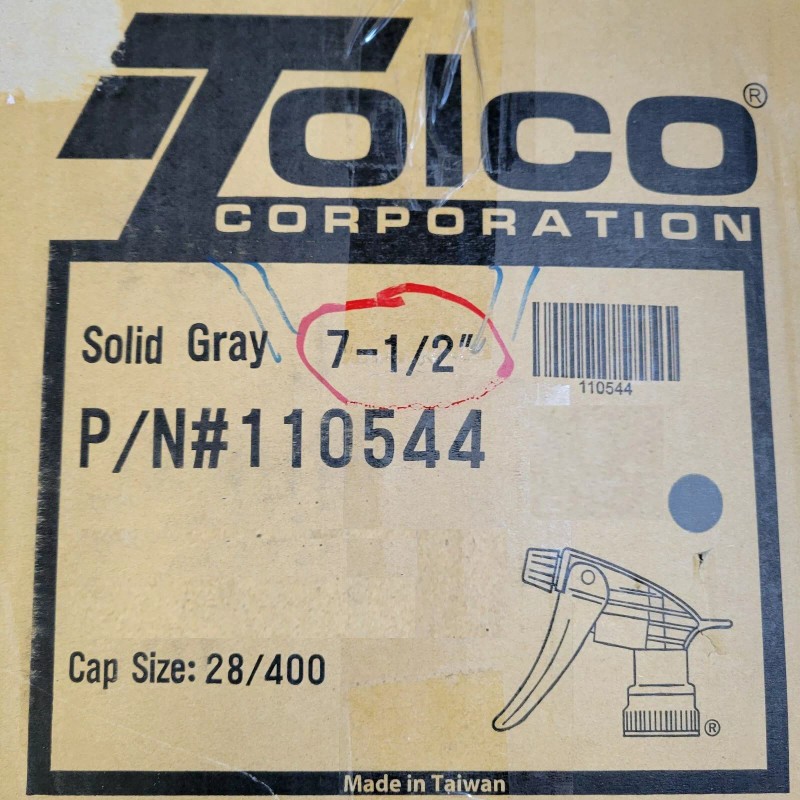 Tolco ®
CORPORATION
Solid Gray 7-1/2"
110544
P/N#110544
Cap Size: 28/400
®
Made in Taiwan